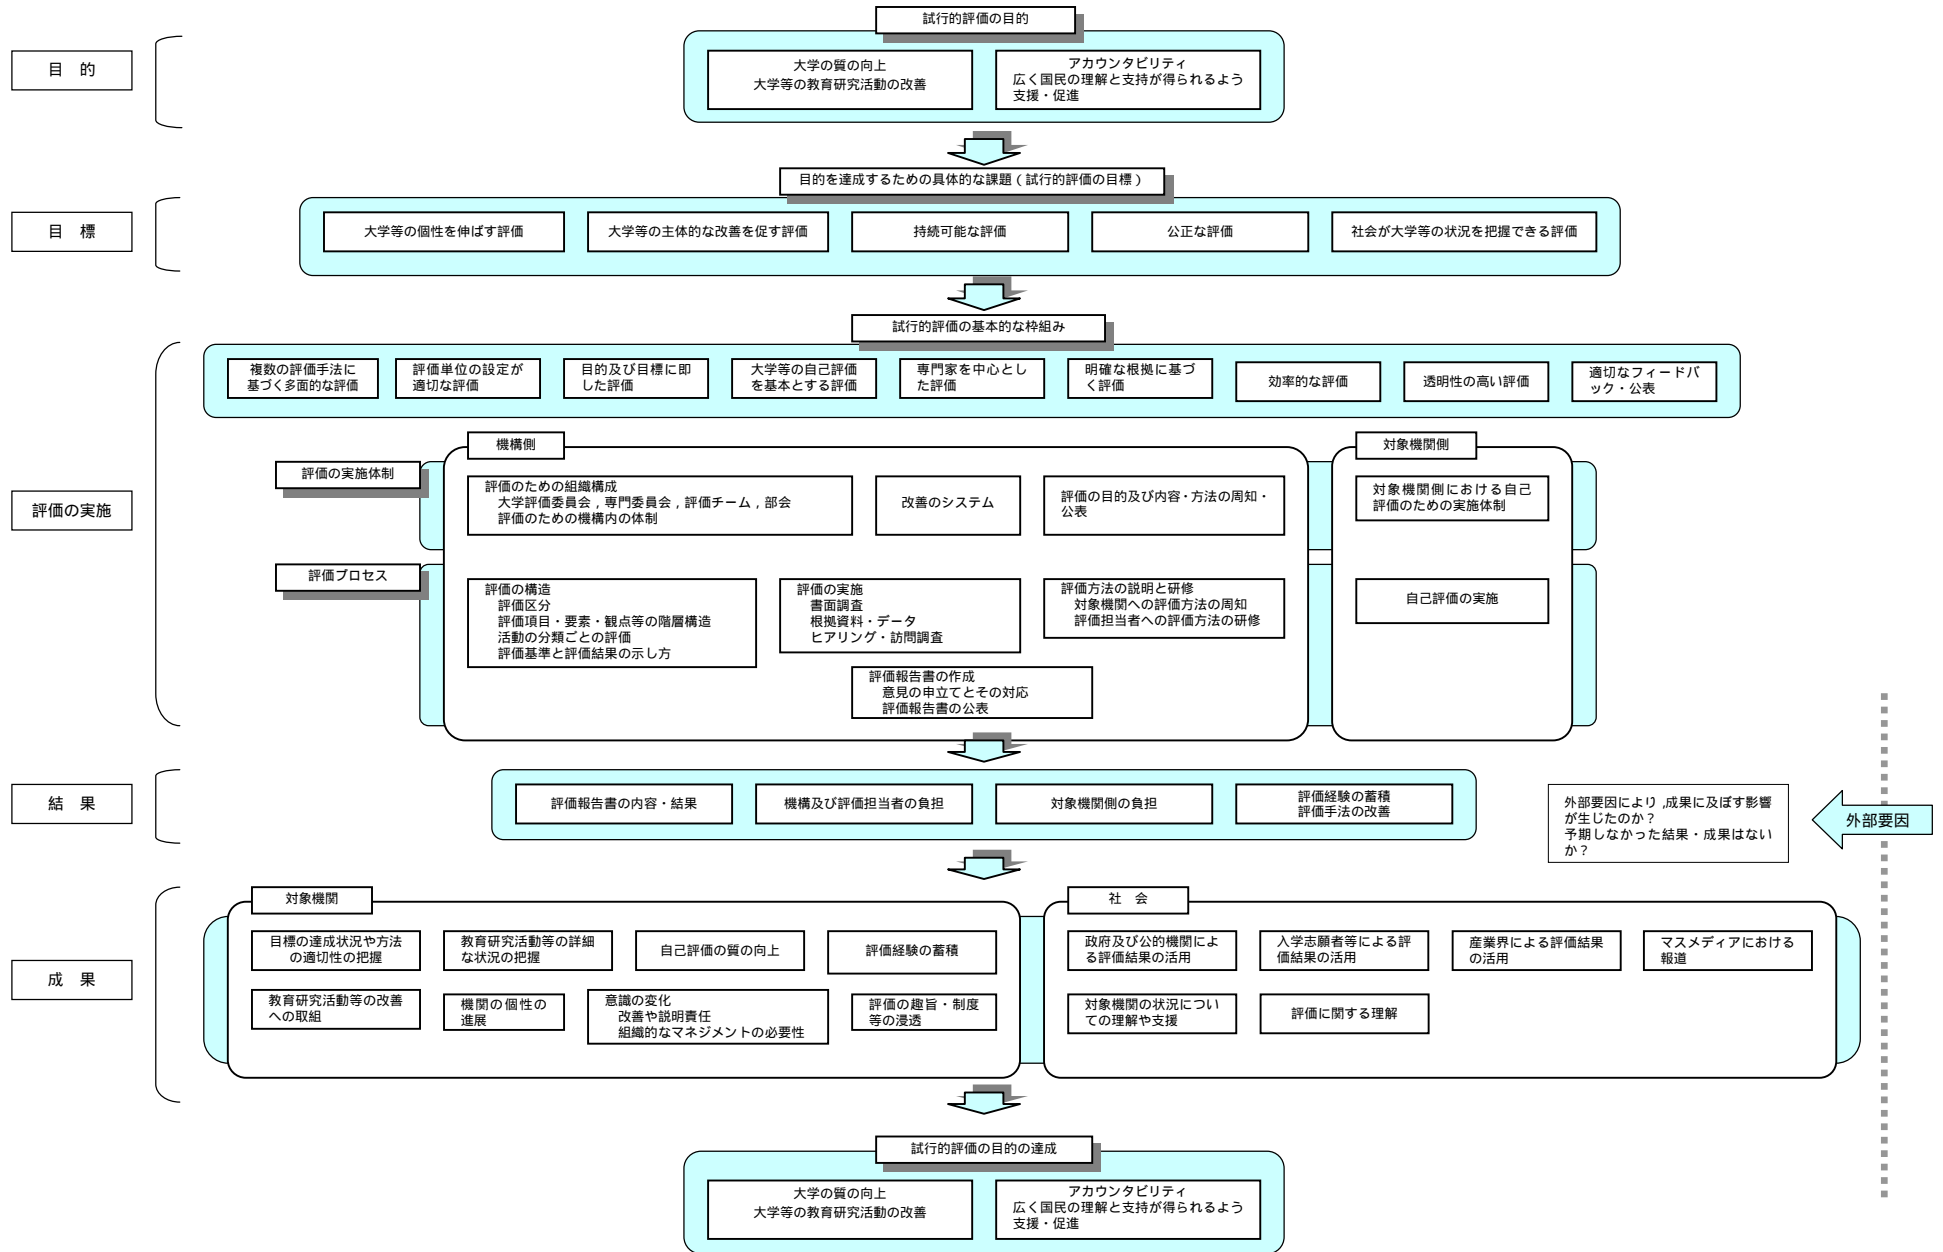 試行的評価の目的
目　的
大学の質の向上
大学等の教育研究活動の改善
アカウンタビリティ
広く国民の理解と支持が得られるよう
支援・促進
目的を達成するための具体的な課題（試行的評価の目標）
目　標
大学等の個性を伸ばす評価
大学等の主体的な改善を促す評価
持続可能な評価
公正な評価
社会が大学等の状況を把握できる評価
試行的評価の基本的な枠組み
複数の評価手法に
基づく多面的な評価
評価単位の設定が
適切な評価
目的及び目標に即
した評価
大学等の自己評価
を基本とする評価
専門家を中心とし
た評価
明確な根拠に基づ
く評価
効率的な評価
透明性の高い評価
適切なフィードバ
ック・公表
評価の実施
機構側
対象機関側
評価の実施体制
評価のための組織構成
大学評価委員会，専門委員会，評価チーム，部会
評価のための機構内の体制
改善のシステム
評価の目的及び内容・方法の周知・
公表
対象機関側における自己
評価のための実施体制
評価プロセス
評価の構造
評価区分
評価項目・要素・観点等の階層構造
活動の分類ごとの評価
評価基準と評価結果の示し方
評価の実施
書面調査
根拠資料・データ
ヒアリング・訪問調査
評価方法の説明と研修
対象機関への評価方法の周知
評価担当者への評価方法の研修
自己評価の実施
評価報告書の作成
意見の申立てとその対応
評価報告書の公表
結　果
評価報告書の内容・結果
機構及び評価担当者の負担
対象機関側の負担
評価経験の蓄積
評価手法の改善
外部要因により，成果に及ぼす影響
が生じたのか？
予期しなかった結果・成果はない
か？
外部要因
成　果
対象機関
目標の達成状況や方法
の適切性の把握
教育研究活動等の詳細
な状況の把握
自己評価の質の向上
評価経験の蓄積
教育研究活動等の改善
への取組
機関の個性の
進展
意識の変化
改善や説明責任
組織的なマネジメントの必要性
評価の趣旨・制度
等の浸透
社　会
政府及び公的機関によ
る評価結果の活用
入学志願者等による評
価結果の活用
産業界による評価結果
の活用
マスメディアにおける
報道
対象機関の状況につい
ての理解や支援
評価に関する理解
試行的評価の目的の達成
大学の質の向上
大学等の教育研究活動の改善
アカウンタビリティ
広く国民の理解と支持が得られるよう
支援・促進